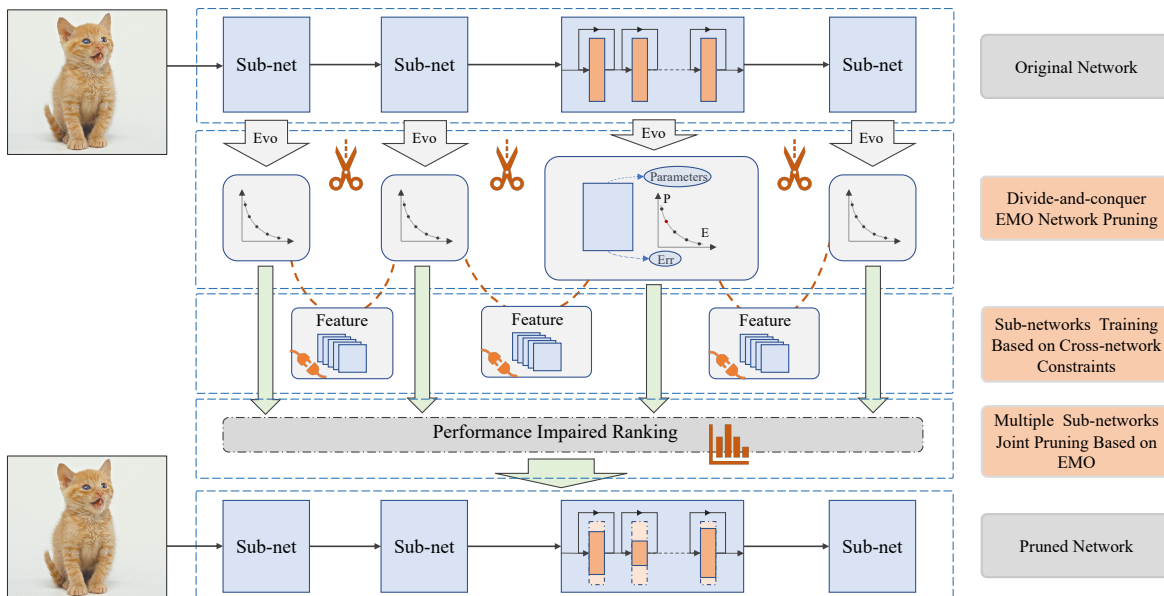 Sub-net
Sub-net
Sub-net
Original Network
Evo
Evo
Evo
Evo
Parameters
P
E
Err
Divide-and-conquer
EMO Network Pruning
Feature
Feature
Feature
Sub-networks Training
Based on Cross-network
Constraints
Performance Impaired Ranking
Multiple Sub-networks
Joint Pruning Based on
EMO
Sub-net
Sub-net
Sub-net
Pruned Network